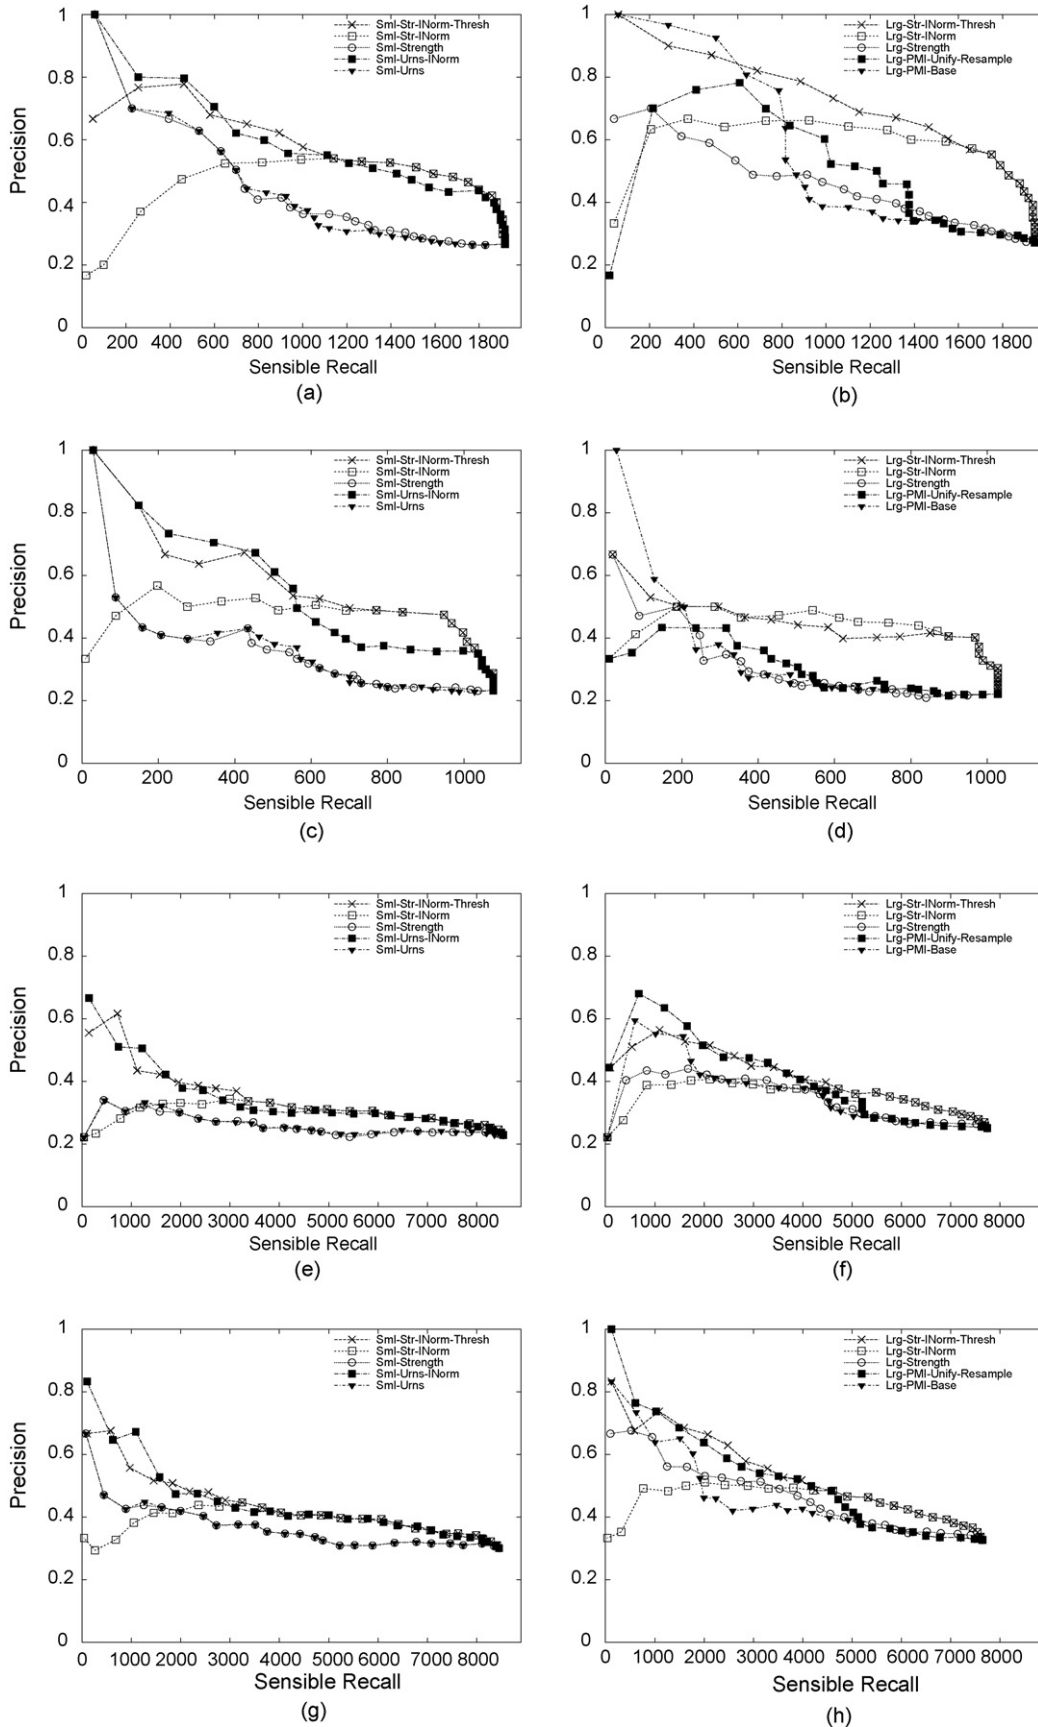 1
0.8
0.6
0.4
0.2
0
Precision
Sml-Str-INorm-Thresh
Sml-Str-INorm
Sml-Strength
Sml-Urns-INorm
Sml-Urns
200 400 600 800 1000 1200 1400 1600 1800
Sensible Recall
(a)
1
0.8
0.6
0.4
0.2
0
Lrg-Str-INorm-Thresh
Lrg-Str-INorm
Lrg-Strength
Lrg-PMI-Unify-Resample
Lrg-PMI-Base
0 200 400 600 800 1000 1200 1400 1600 1800
Sensible Recall
(b)
1
0.8
0.6
0.4
0.2
0
Precision
Sml-Str-INorm-Thresh
Sml-Str-INorm
Sml-Strength
Sml-Urns-INorm
Sml-Urns
0 200 400 600 800 1000
Sensible Recall
(c)
1
0.8
0.6
0.4
0.2
0
Lrg-Str-INorm-Thresh
Lrg-Str-INorm
Lrg-Strength
Lrg-PMI-Unify-Resample
Lrg-PMI-Base
0 200 400 600 800 1000
Sensible Recall
(d)
1
0.8
0.6
0.4
0.2
0
Precision
Sml-Str-INorm-Thresh
Sml-Str-INorm
Sml-Strength
Sml-Urns-INorm
Sml-Urns
0 1000 2000 3000 4000 5000 6000 7000 8000
Sensible Recall
(e)
1
0.8
0.6
0.4
0.2
0
Lrg-Str-INorm-Thresh
Lrg-Str-INorm
Lrg-Strength
Lrg-PMI-Unify-Resample
Lrg-PMI-Base
0 1000 2000 3000 4000 5000 6000 7000 8000
Sensible Recall
(f)
1
0.8
0.6
0.4
0.2
0
Precision
Sml-Str-INorm-Thresh
Sml-Str-INorm
Sml-Strength
Sml-Urns-INorm
Sml-Urns
0 1000 2000 3000 4000 5000 6000 7000 8000
Sensible Recall
(g)
1
0.8
0.6
0.4
0.2
0
Lrg-Str-INorm-Thresh
Lrg-Str-INorm
Lrg-Strength
Lrg-PMI-Unify-Resample
Lrg-PMI-Base
0 1000 2000 3000 4000 5000 6000 7000 8000
Sensible Recall
(h)